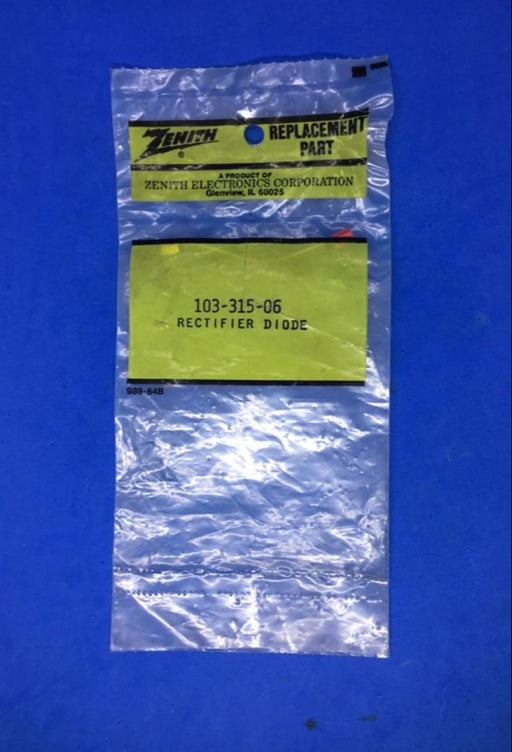 ZENITH
®
REPLACEMENT
PART
A PRODUCT OF
ZENITH ELECTRONICS CORPORATION
Glenview, IL 60025
103-315-06
RECTIFIER DIODE
989-64B